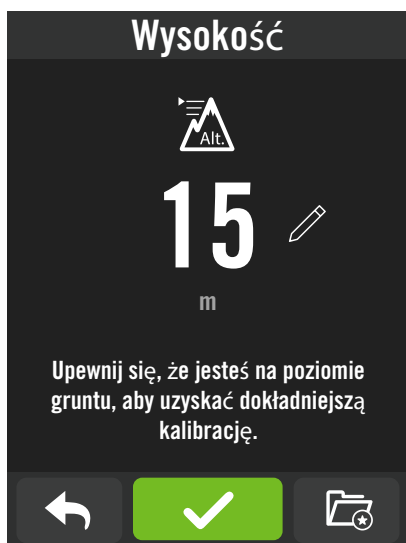 Wysokość
Alt.
15
m
Upewnij się, że jesteś na poziomie
gruntu, aby uzyskać dokładniejszą
kalibrację.